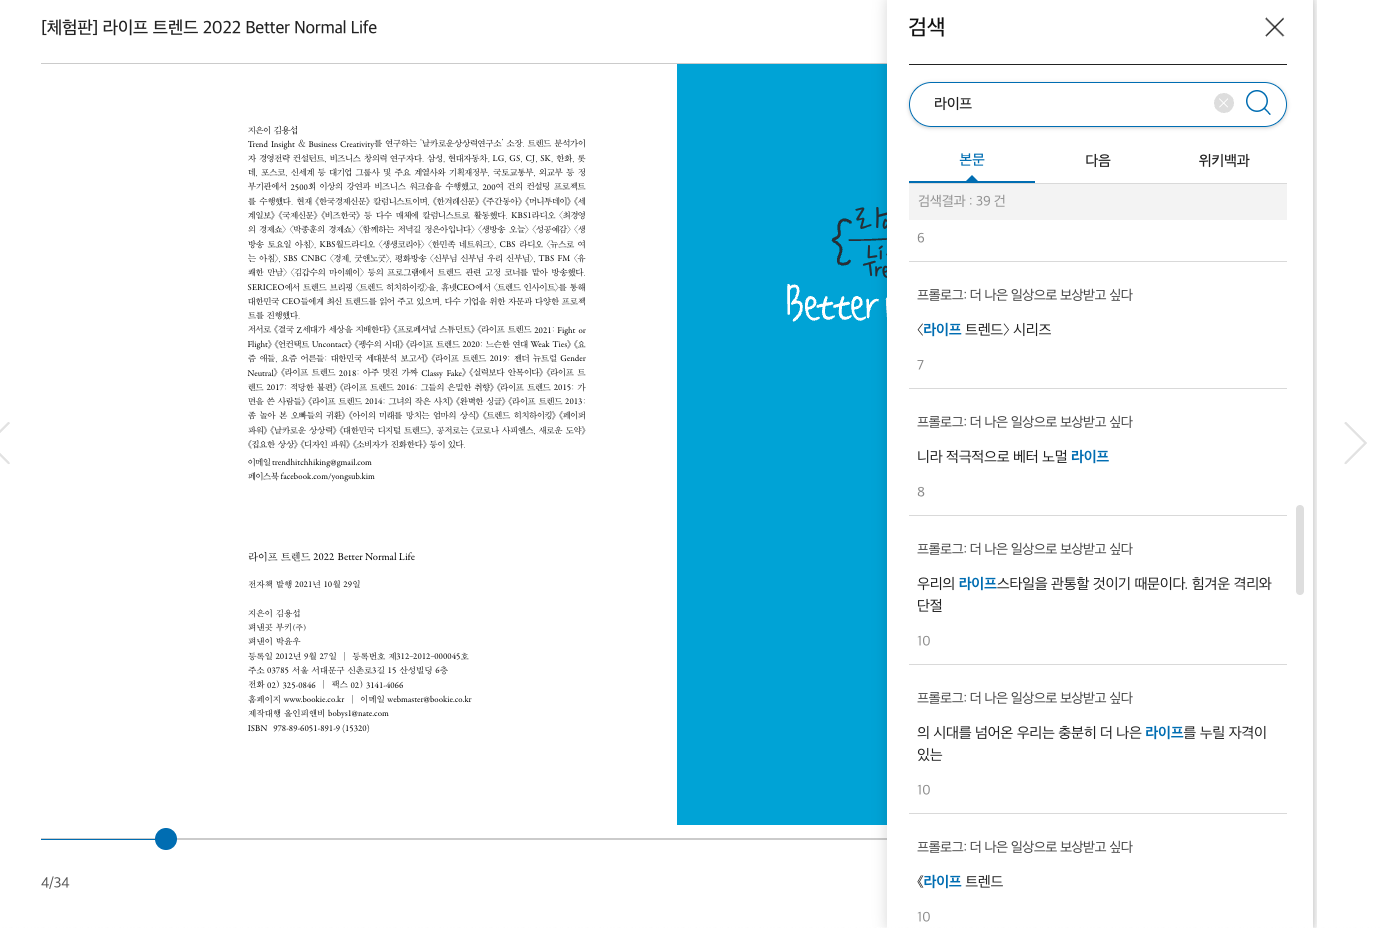 [체험판] 라이프 트렌드 2022 Better Normal Life
지은이 김용섭
Trend Insight & Business Creativity를 연구하는 '날카로운상상력연구소' 소장. 트렌드 분석가이
자 경영전략 컨설턴트, 비즈니스 창의력 연구자다. 삼성, 현대자동차, LG, GS, CJ, SK, 한화, 롯
데, 포스코, 신세계 등 대기업 그룹사 및 주요 계열사와 기획재정부, 국토교통부, 외교부 등 정
부기관에서 2500회 이상의 강연과 비즈니스 워크숍을 수행했고, 200여 건의 컨설팅 프로젝트
를 수행했다. 현재 《한국경제신문》 칼럼니스트이며, 《한겨레신문》 《주간동아》 《머니투데이》 《세
계일보》 《국제신문》 《비즈한국》 등 다수 매체에 칼럼니스트로 활동했다. KBS1라디오 〈최경영
의 경제쇼〉 〈박종훈의 경제쇼〉 〈함께하는 저녁길 정은아입니다〉 〈생방송 오늘〉 〈성공예감〉 〈생
방송 토요일 아침〉, KBS월드라디오 〈생생코리아〉 〈한민족 네트워크〉, CBS 라디오 〈뉴스로 여
는 아침〉, SBS CNBC 〈경제, 굿앤노굿〉, 평화방송 〈신부님 신부님 우리 신부님〉, TBS FM 〈유
쾌한 만남〉 〈김갑수의 마이웨이〉 등의 프로그램에서 트렌드 관련 고정 코너를 맡아 방송했다.
SERICEO에서 트렌드 브리핑 〈트렌드 히치하이킹〉을, 휴넷CEO에서 〈트렌드 인사이트〉를 통해
대한민국 CEO들에게 최신 트렌드를 읽어 주고 있으며, 다수 기업을 위한 자문과 다양한 프로젝
트를 진행했다.
저서로 《결국 Z세대가 세상을 지배한다》 《프로페셔널 스튜던트》 《라이프 트렌드 2021: Fight or
Flight》 《언컨택트 Uncontact》 《펭수의 시대》 《라이프 트렌드 2020: 느슨한 연대 Weak Ties》 《요
즘 애들, 요즘 어른들: 대한민국 세대분석 보고서》 《라이프 트렌드 2019: 젠더 뉴트럴 Gender
Neutral》 《라이프 트렌드 2018: 아주 멋진 가짜 Classy Fake》 《실력보다 안목이다》 《라이프 트
렌드 2017: 적당한 불편》 《라이프 트렌드 2016: 그들의 은밀한 취향》 《라이프 트렌드 2015: 가
면을 쓴 사람들》 《라이프 트렌드 2014: 그녀의 작은 사치》 《완벽한 싱글》 《라이프 트렌드 2013:
좀 놀아 본 오빠들의 귀환》 《아이의 미래를 망치는 엄마의 상식》 《트렌드 히치하이킹》 《페이퍼
파워》 《날카로운 상상력》 《대한민국 디지털 트렌드》, 공저로는 《코로나 사피엔스, 새로운 도약》
《집요한 상상》 《디자인 파워》 《소비자가 진화한다》 등이 있다.
이메일 trendhitchhiking@gmail.com
페이스북 facebook.com/yongsub.kim
라이프 트렌드 2022 Better Normal Life
전자책 발행 2021년 10월 29일
지은이 김용섭
펴낸곳 부키(주)
펴낸이 박윤우
등록일 2012년 9월 27일 | 등록번호 제312-2012-000045호
주소 03785 서울 서대문구 신촌로3길 15 산성빌딩 6층
전화 02) 325-0846 | 팩스 02) 3141-4066
홈페이지 www.bookie.co.kr | 이메일 webmaster@bookie.co.kr
제작대행 올인피앤비 bobys1@nate.com
ISBN 978-89-6051-891-9 (15320)
Better
4/34
검색
라이프
본문 다음 위키백과
검색결과 : 39 건
6
프롤로그: 더 나은 일상으로 보상받고 싶다
〈라이프 트렌드〉 시리즈
7
프롤로그: 더 나은 일상으로 보상받고 싶다
니라 적극적으로 베터 노멀 라이프
8
프롤로그: 더 나은 일상으로 보상받고 싶다
우리의 라이프스타일을 관통할 것이기 때문이다. 힘겨운 격리와
단절
10
프롤로그: 더 나은 일상으로 보상받고 싶다
의 시대를 넘어온 우리는 충분히 더 나은 라이프를 누릴 자격이
있는
10
프롤로그: 더 나은 일상으로 보상받고 싶다
《라이프 트렌드
10